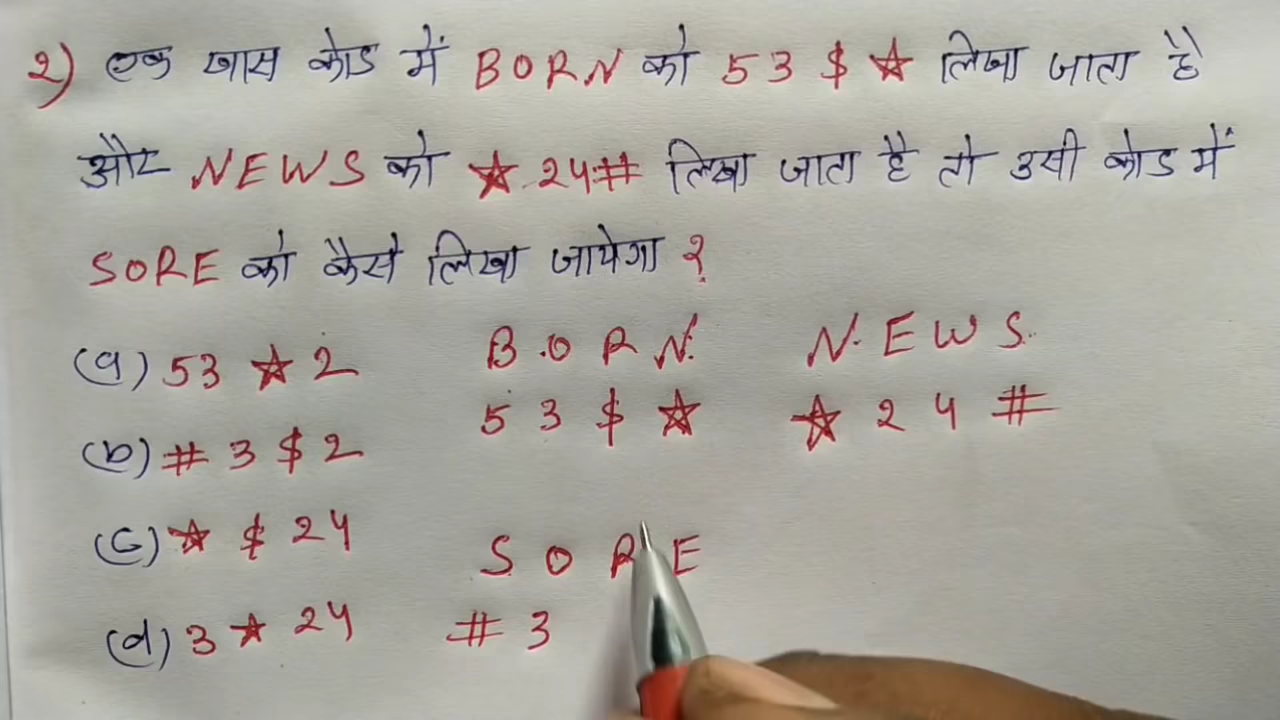 २) एक खास कोड में BORN को 53$☆ लिखा जाता है
और NEWS को ☆24# लिखा जाता है तो उसी कोड में
SORE को कैसे लिखा जायेगा ?
(a) 53☆2
B O R N
N E W S
(b) #3$2
5 3 $ ☆
☆ 2 4 #
(c) ☆$24
S O R E
(d) 3☆24
# 3